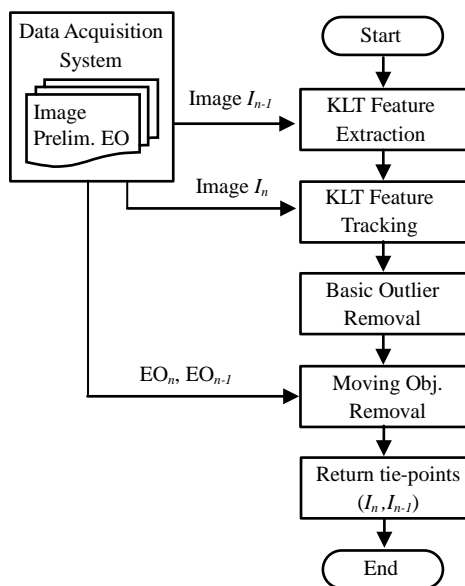 Data Acquisition
System
Image
Prelim. EO
Start
Image Iₙ₋₁
KLT Feature
Extraction
Image Iₙ
KLT Feature
Tracking
Basic Outlier
Removal
EOₙ, EOₙ₋₁
Moving Obj.
Removal
Return tie-points
(Iₙ,Iₙ₋₁)
End